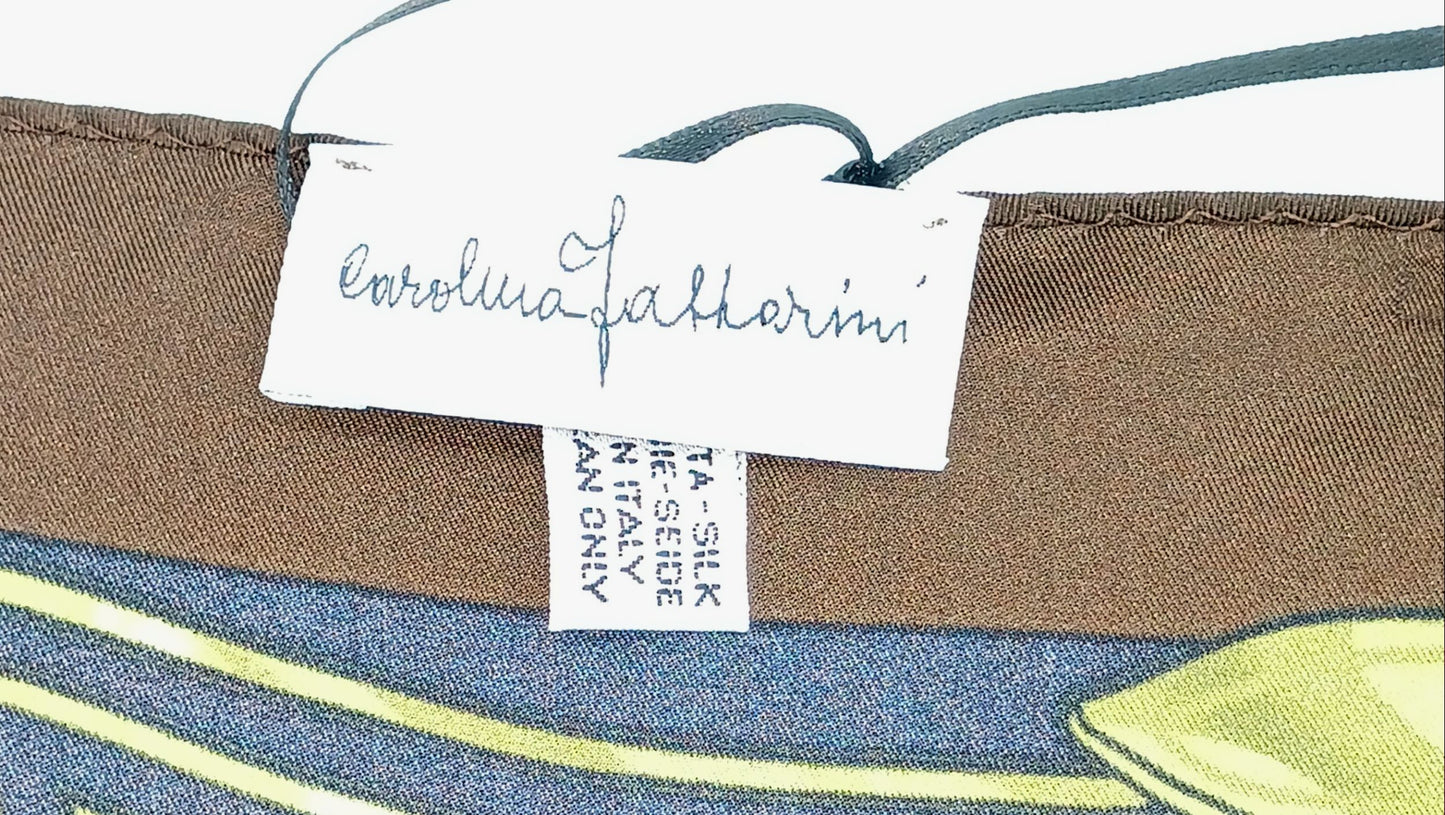 Carolina Fattorini
TA-SILK
IE-SEIDE
N ITALY
AN ONLY